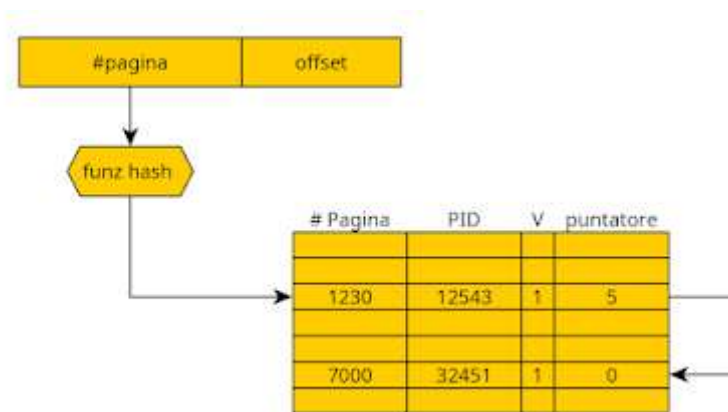 #pagina offset
funz hash
# Pagina PID V puntatore
1230 12543 1 5
7000 32451 1 0